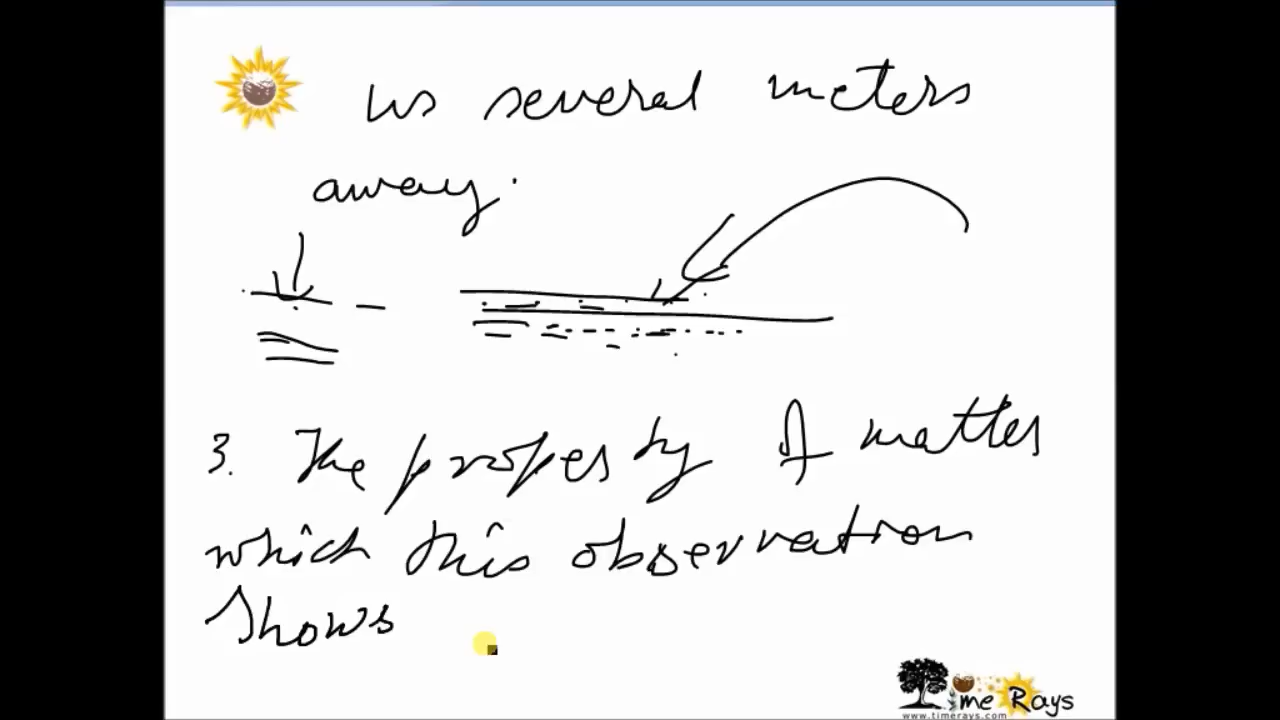 us several meters
away.
3. The property of matter
which this observation
shows
Time Rays
www.timerays.com